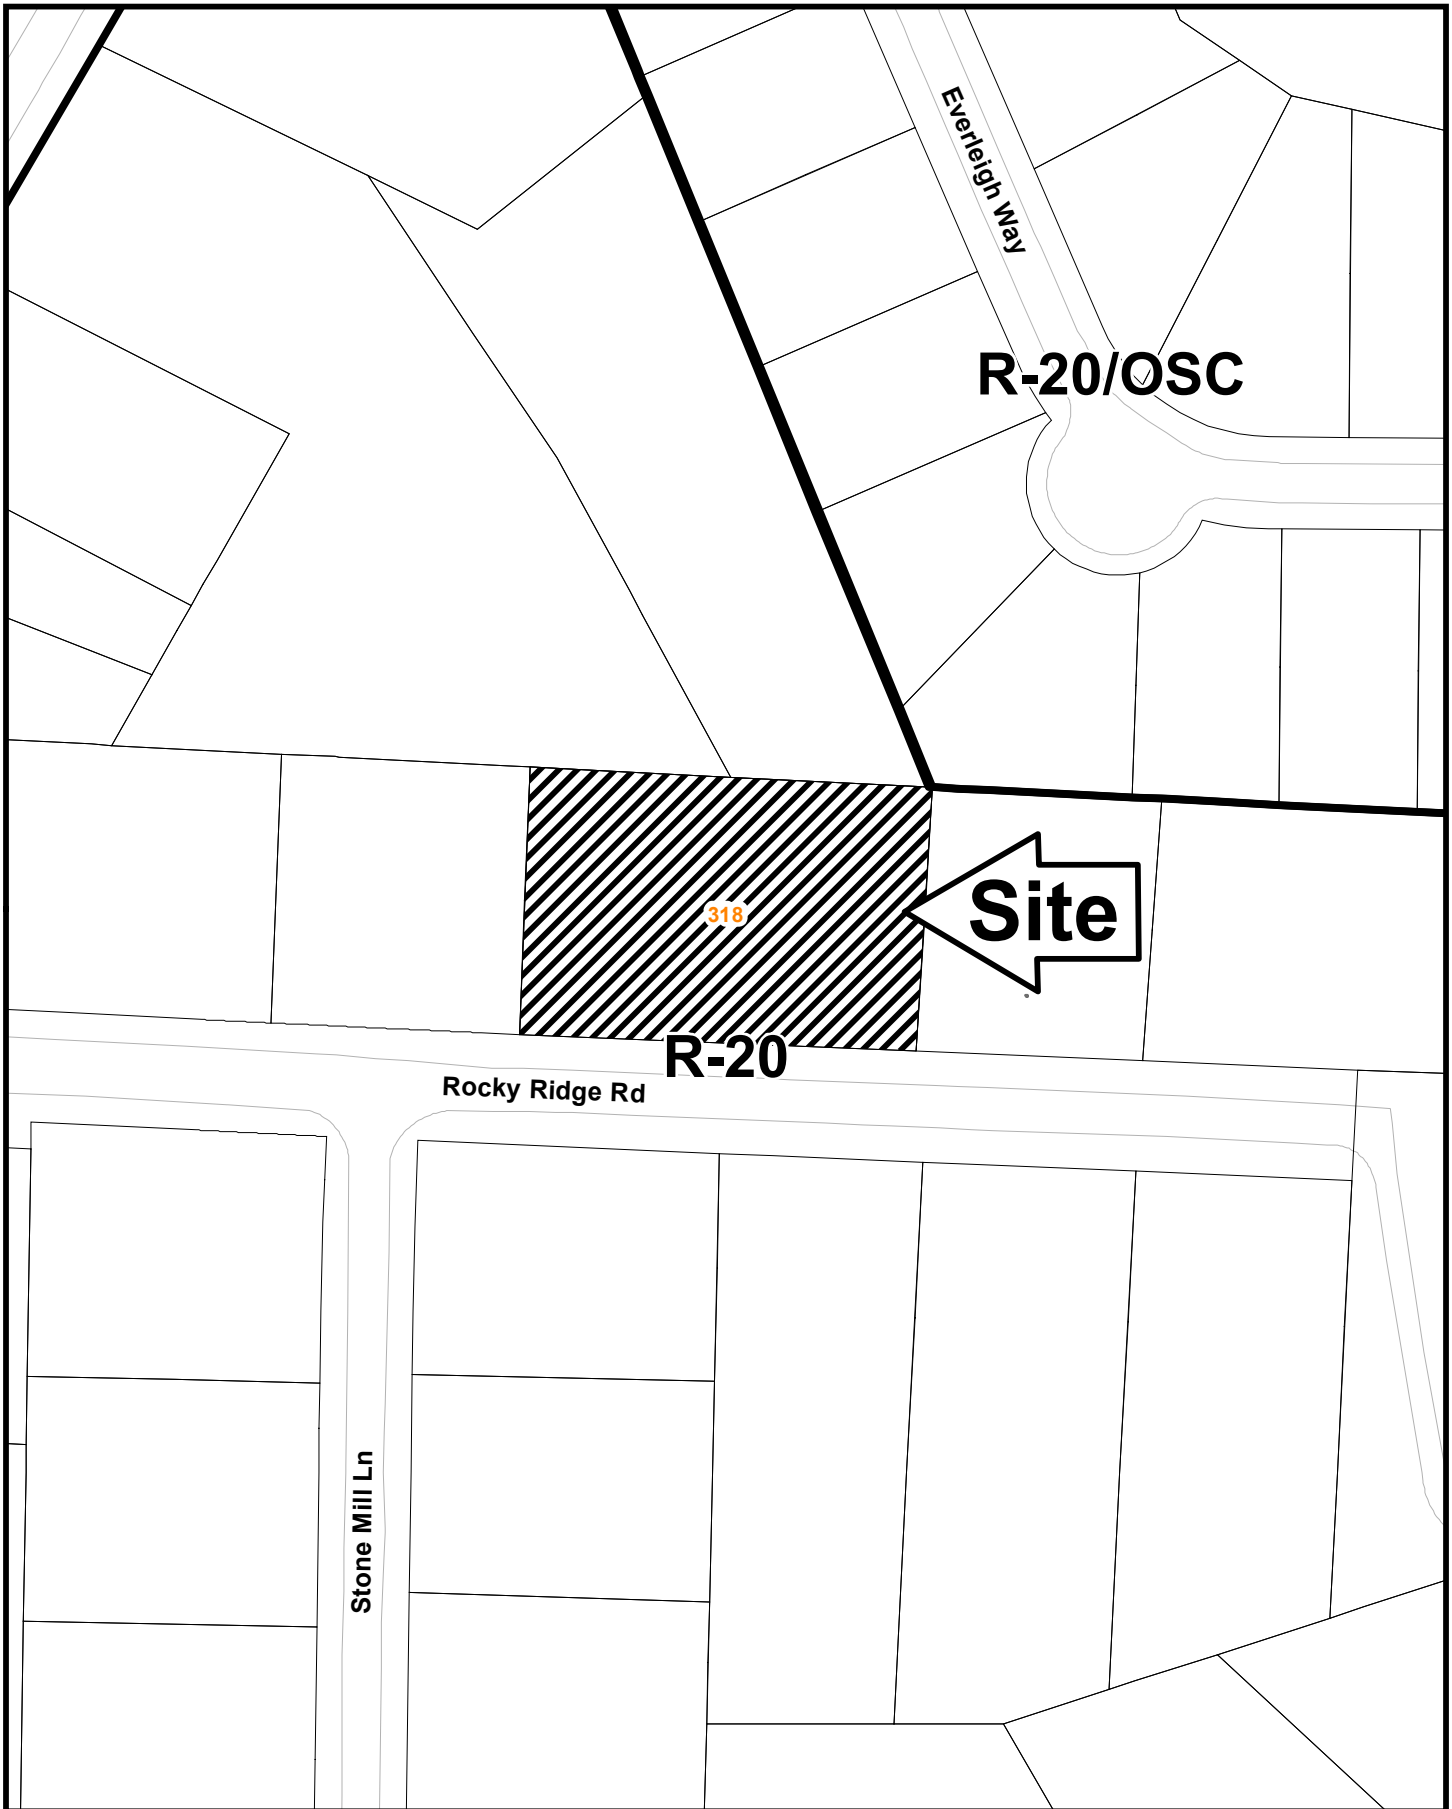 Everleigh Way
R-20/OSC
318
Site
R-20
Rocky Ridge Rd
Stone Mill Ln